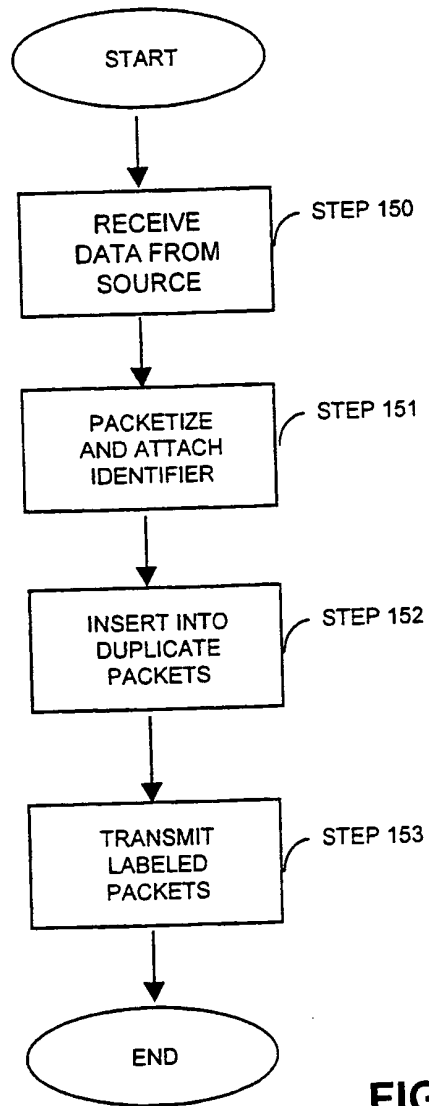 START
RECEIVE
DATA FROM
SOURCE
STEP 150
PACKETIZE
AND ATTACH
IDENTIFIER
STEP 151
INSERT INTO
DUPLICATE
PACKETS
STEP 152
TRANSMIT
LABELED
PACKETS
STEP 153
END
FIG